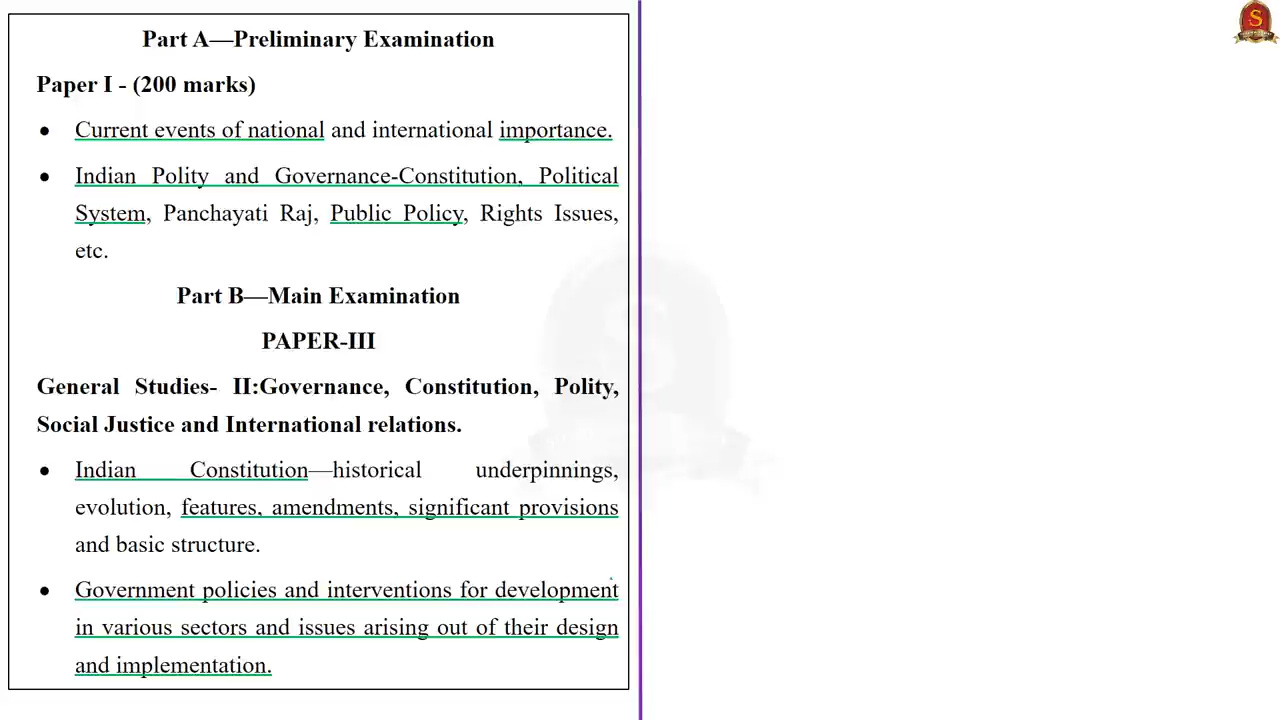 Part A—Preliminary Examination
Paper I - (200 marks)
● Current events of national and international importance.
● Indian Polity and Governance-Constitution, Political
System, Panchayati Raj, Public Policy, Rights Issues,
etc.
Part B—Main Examination
PAPER-III
General Studies- II:Governance, Constitution, Polity,
Social Justice and International relations.
● Indian Constitution—historical underpinnings,
evolution, features, amendments, significant provisions
and basic structure.
● Government policies and interventions for development
in various sectors and issues arising out of their design
and implementation.
S